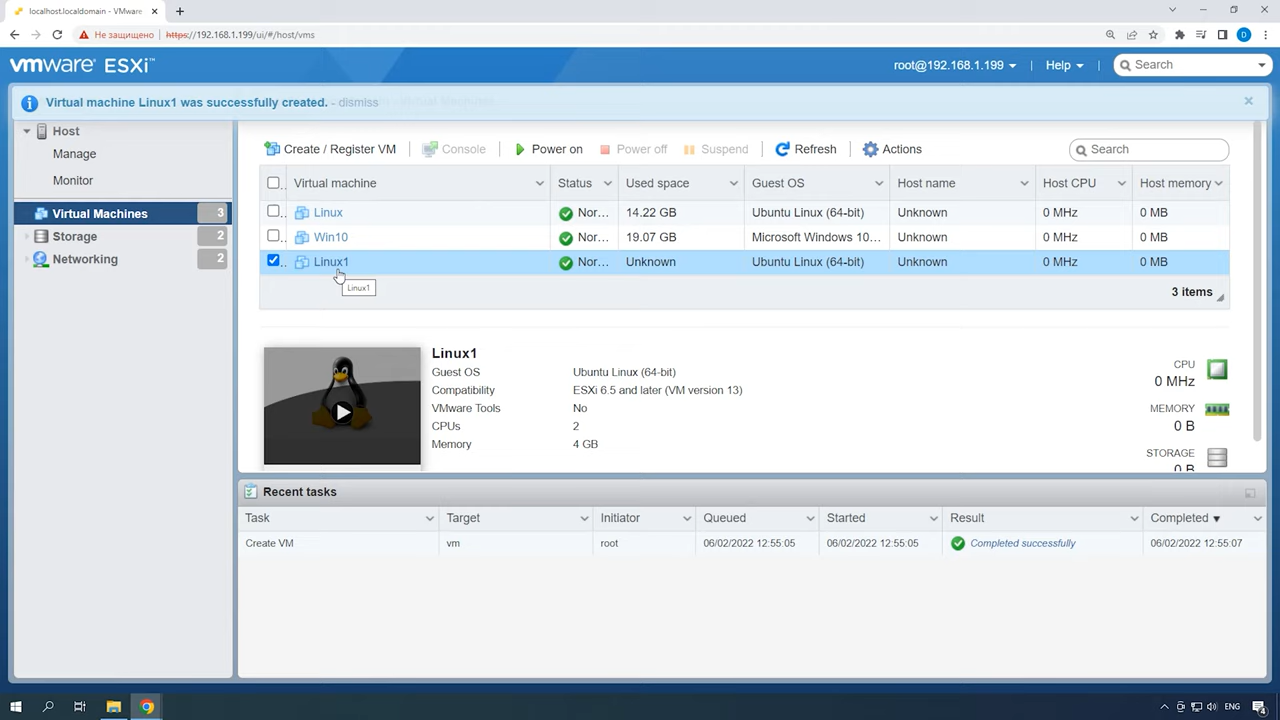 localhost.localdomain - VMware
Не защищено https://192.168.1.199/ui/#/host/vms
D
vmware ESXi™
root@192.168.1.199 Help Search
Virtual machine Linux1 was successfully created. - dismiss
Host
Manage
Monitor
Virtual Machines 3
Storage 2
Networking 2
Create / Register VM Console Power on Power off Suspend Refresh Actions Search
Virtual machine Status Used space Guest OS Host name Host CPU Host memory
Linux Nor... 14.22 GB Ubuntu Linux (64-bit) Unknown 0 MHz 0 MB
Win10 Nor... 19.07 GB Microsoft Windows 10... Unknown 0 MHz 0 MB
Linux1 Nor... Unknown Ubuntu Linux (64-bit) Unknown 0 MHz 0 MB
Linux1
3 items
Linux1
Guest OS Ubuntu Linux (64-bit)
Compatibility ESXi 6.5 and later (VM version 13)
VMware Tools No
CPUs 2
Memory 4 GB
CPU
0 MHz
MEMORY
0 B
STORAGE
0 B
Recent tasks
Task Target Initiator Queued Started Result Completed ▼
Create VM vm root 06/02/2022 12:55:05 06/02/2022 12:55:05 Completed successfully 06/02/2022 12:55:07
ENG 4